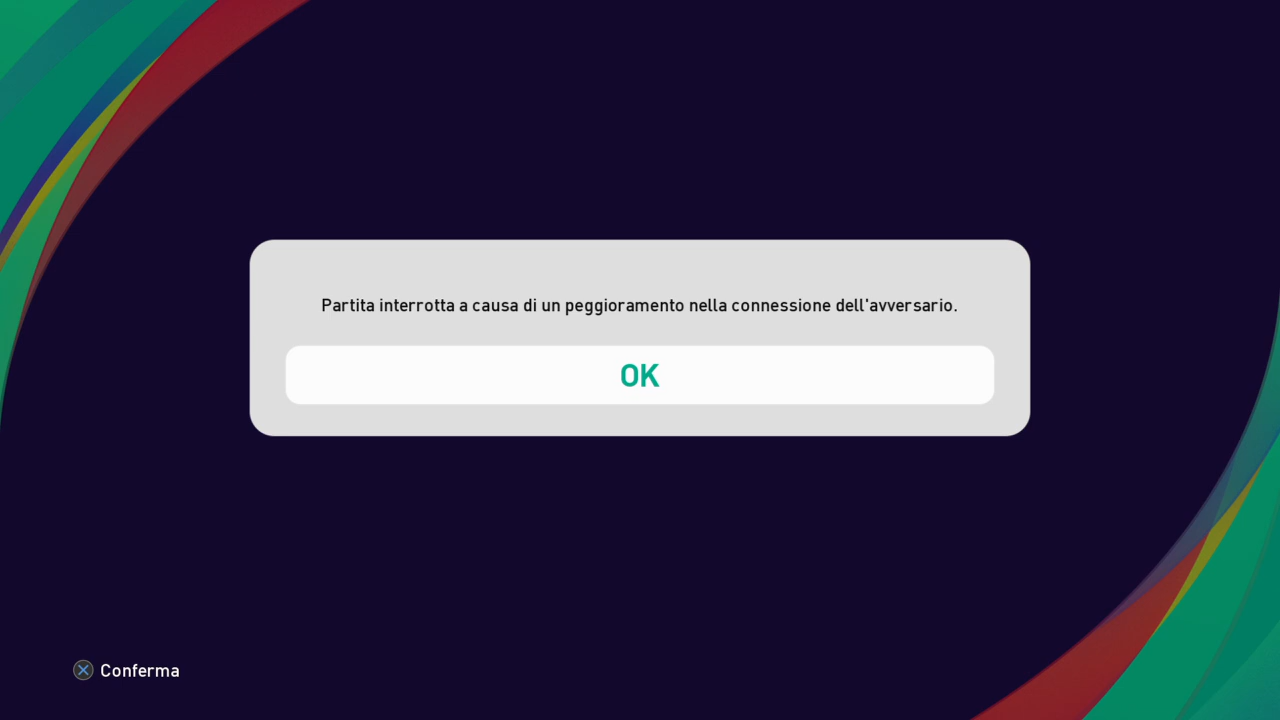 Partita interrotta a causa di un peggioramento nella connessione dell'avversario.
OK
Conferma